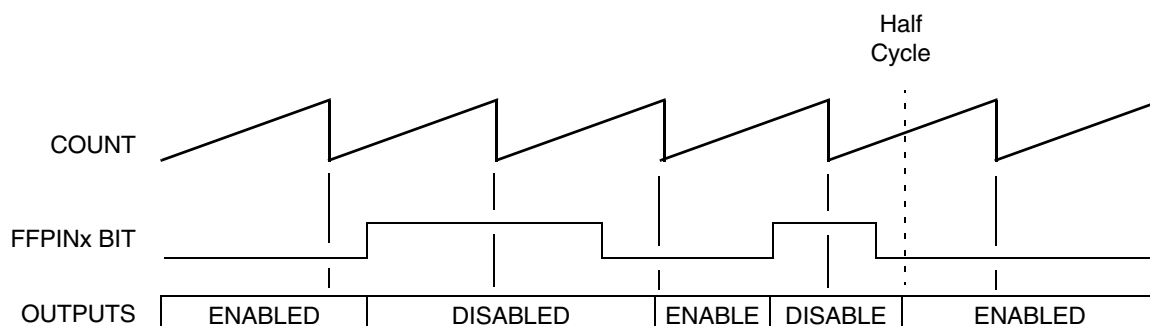 Half
Cycle
COUNT
FFPINx BIT
OUTPUTS ENABLED DISABLED ENABLE DISABLE ENABLED